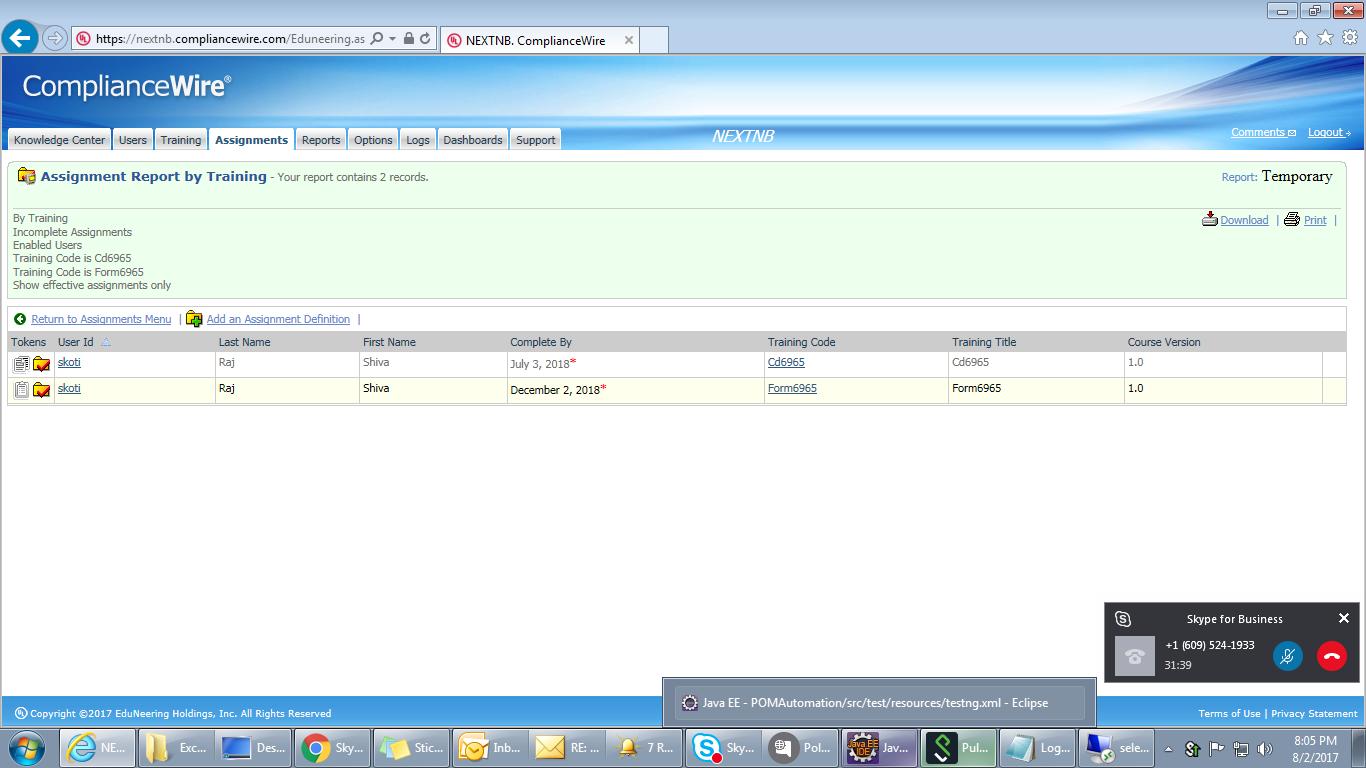 https://nextnb.compliancewire.com/Eduneering.as
NEXTNB. ComplianceWire
ComplianceWire®
Knowledge Center Users Training Assignments Reports Options Logs Dashboards Support
NEXTNB
Comments Logout
Assignment Report by Training - Your report contains 2 records.
Report: Temporary
By Training
Incomplete Assignments
Enabled Users
Training Code is Cd6965
Training Code is Form6965
Show effective assignments only
Download | Print |
Return to Assignments Menu | Add an Assignment Definition |
Tokens User Id Last Name First Name Complete By Training Code Training Title Course Version
skoti Raj Shiva July 3, 2018* Cd6965 Cd6965 1.0
skoti Raj Shiva December 2, 2018* Form6965 Form6965 1.0
Skype for Business
+1 (609) 524-1933
31:39
Java EE - POMAutomation/src/test/resources/testng.xml - Eclipse
Copyright ©2017 EduNeering Holdings, Inc. All Rights Reserved
Terms of Use | Privacy Statement
NE... Exc... Des... Sky... Stic... Inb... RE: ... 7 R... Sky... Pol... Java EE IDE Jav... Pul... Log... sele...
8:05 PM
8/2/2017